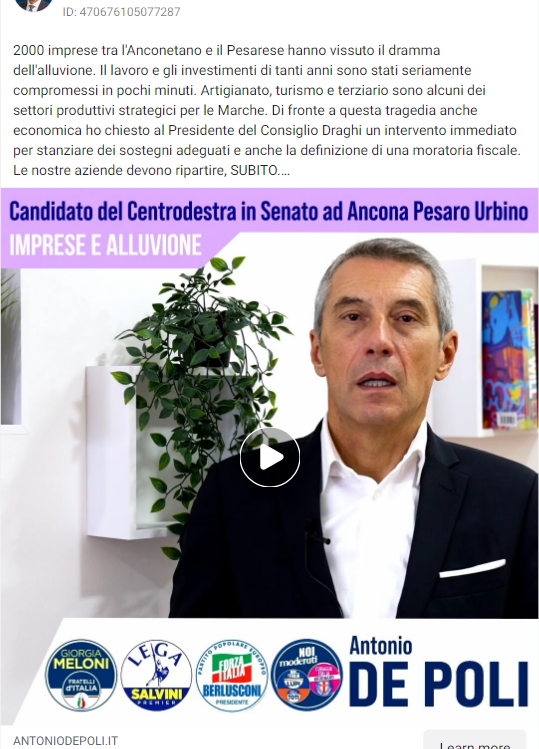 ID: 470676105077287
2000 imprese tra l'Anconetano e il Pesarese hanno vissuto il dramma
dell'alluvione. Il lavoro e gli investimenti di tanti anni sono stati seriamente
compromessi in pochi minuti. Artigianato, turismo e terziario sono alcuni dei
settori produttivi strategici per le Marche. Di fronte a questa tragedia anche
economica ho chiesto al Presidente del Consiglio Draghi un intervento immediato
per stanziare dei sostegni adeguati e anche la definizione di una moratoria fiscale.
Le nostre aziende devono ripartire, SUBITO....
Candidato del Centrodestra in Senato ad Ancona Pesaro Urbino
IMPRESE E ALLUVIONE
GIORGIA
MELONI
FRATELLI
d'ITALIA
LEGA
SALVINI
PREMIER
PARTITO POPOLARE EUROPEO
FORZA
ITALIA
BERLUSCONI
PRESIDENTE
NOI
moderati
Antonio
DE POLI
ANTONIODEPOLI.IT
Learn more